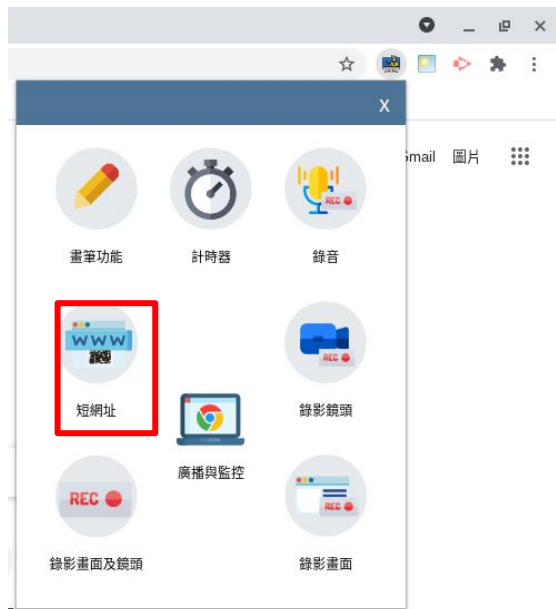 X
Gmail 圖片
畫筆功能 計時器 錄音
REC
WWW
短網址
REC
錄影鏡頭
廣播與監控
REC
錄影畫面及鏡頭
REC
錄影畫面